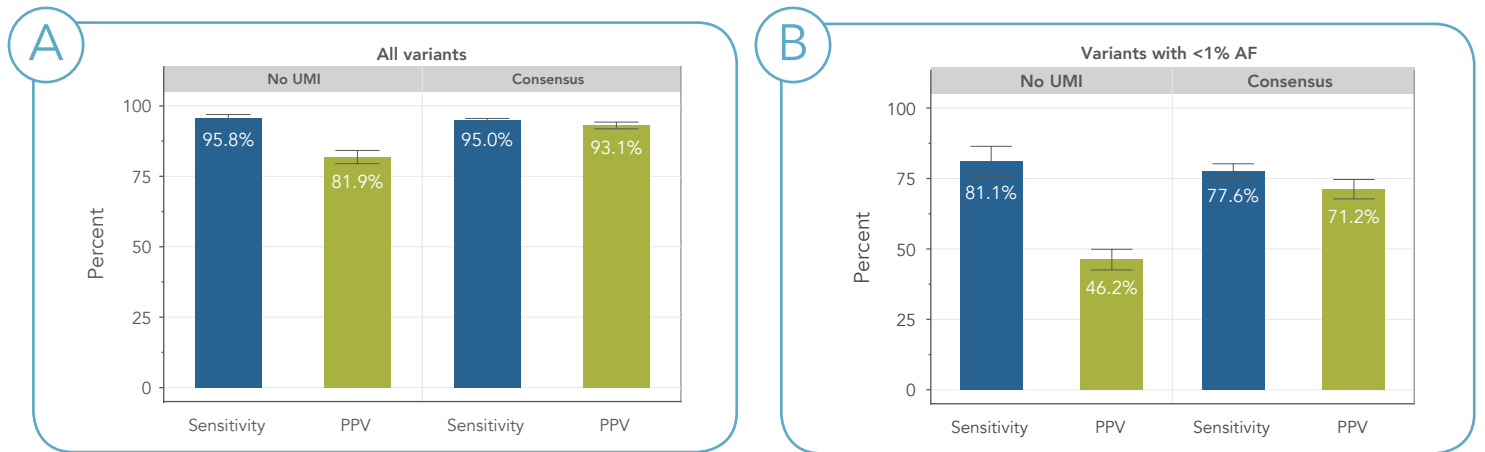 A
All variants
No UMI Consensus
100
75
50
25
0
Percent
95.8%
81.9%
95.0%
93.1%
Sensitivity PPV Sensitivity PPV
B
Variants with <1% AF
No UMI Consensus
100
75
50
25
0
Percent
81.1%
46.2%
77.6%
71.2%
Sensitivity PPV Sensitivity PPV